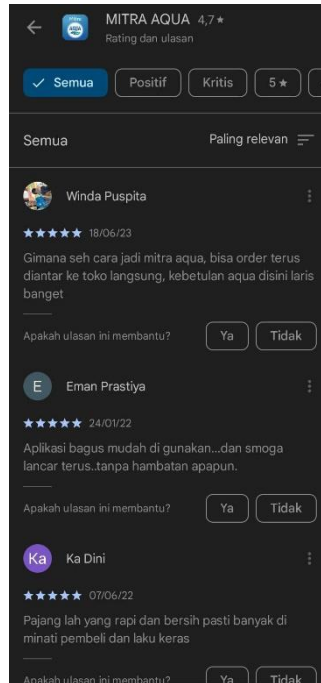 MITRA AQUA 4,7★
Rating dan ulasan
✓ Semua Positif Kritis 5★
Semua Paling relevan
Winda Puspita
★★★★★ 18/06/23
Gimana seh cara jadi mitra aqua, bisa order terus
diantar ke toko langsung, kebetulan aqua disini laris
banget
Apakah ulasan ini membantu? Ya Tidak
E Eman Prastiya
★★★★★ 24/01/22
Aplikasi bagus mudah di gunakan...dan smoga
lancar terus..tanpa hambatan apapun.
Apakah ulasan ini membantu? Ya Tidak
Ka Ka Dini
★★★★★ 07/06/22
Pajang lah yang rapi dan bersih pasti banyak di
minati pembeli dan laku keras
Apakah ulasan ini membantu? Ya Tidak